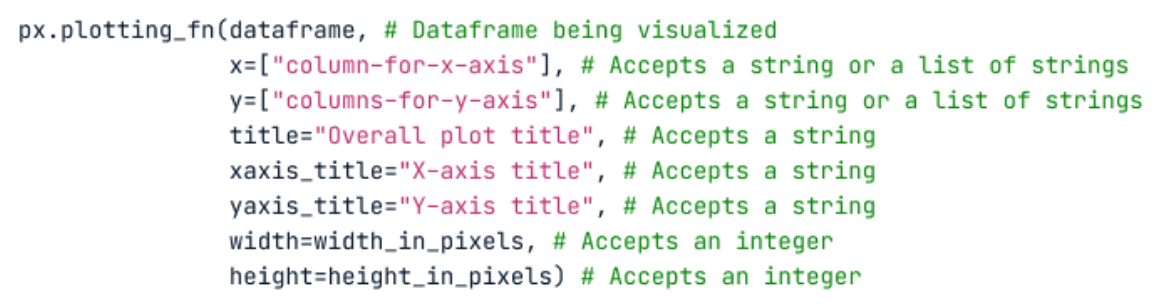 px.plotting_fn(dataframe, # Dataframe being visualized
x=["column-for-x-axis"], # Accepts a string or a list of strings
y=["columns-for-y-axis"], # Accepts a string or a list of strings
title="Overall plot title", # Accepts a string
xaxis_title="X-axis title", # Accepts a string
yaxis_title="Y-axis title", # Accepts a string
width=width_in_pixels, # Accepts an integer
height=height_in_pixels) # Accepts an integer